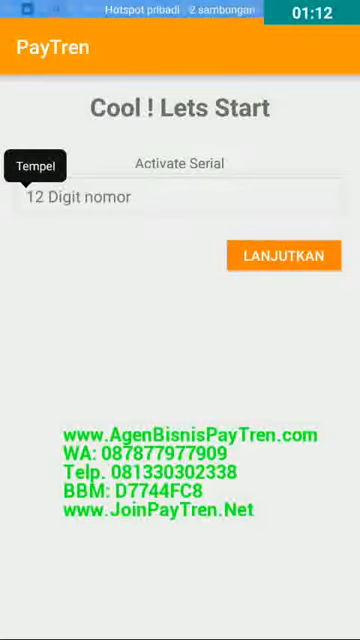 Hotspot pribadi 2 sambongan
01:12
PayTren
Cool ! Lets Start
Activate Serial
Tempel
12 Digit nomor
LANJUTKAN
www.AgenBisnisPayTren.com
WA: 087877977909
Telp. 081330302338
BBM: D7744FC8
www.JoinPayTren.Net